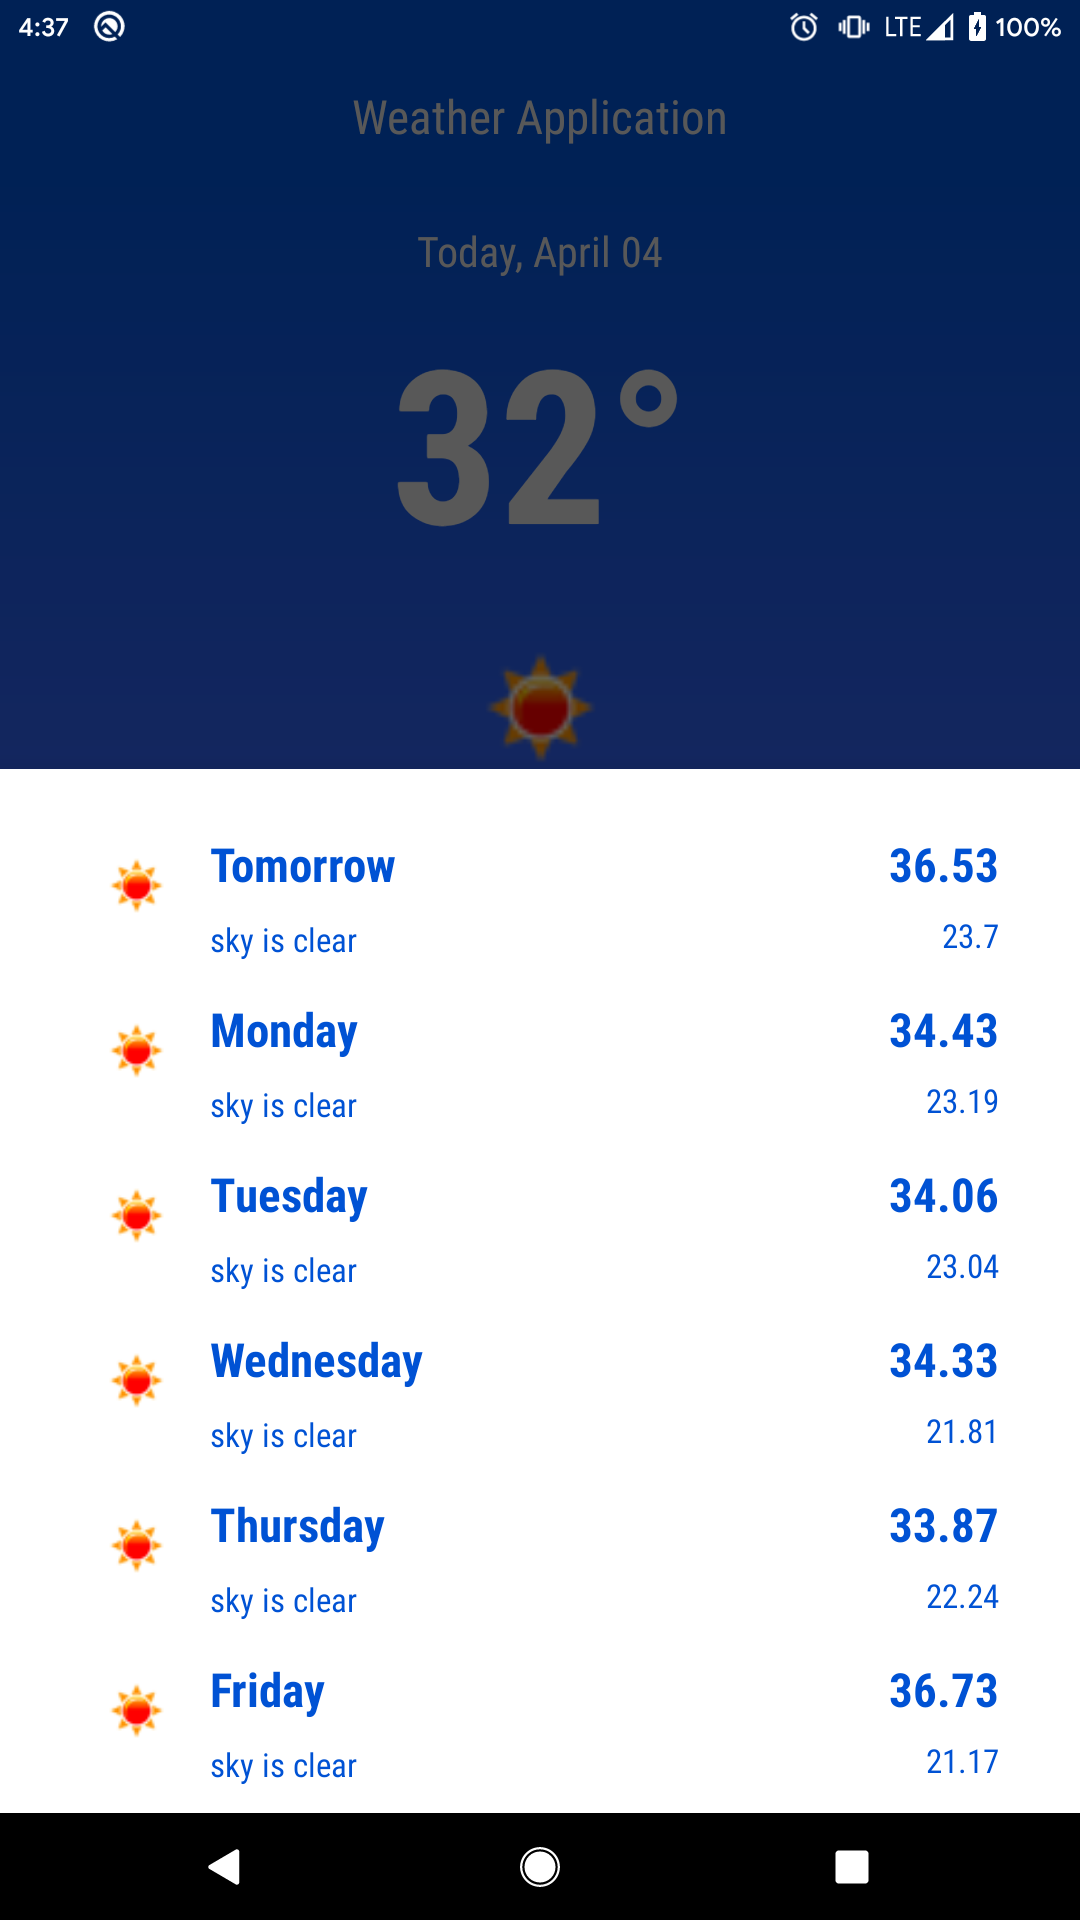 4:37 LTE 100%
Weather Application
Today, April 04
32°
Tomorrow 36.53
sky is clear 23.7
Monday 34.43
sky is clear 23.19
Tuesday 34.06
sky is clear 23.04
Wednesday 34.33
sky is clear 21.81
Thursday 33.87
sky is clear 22.24
Friday 36.73
sky is clear 21.17